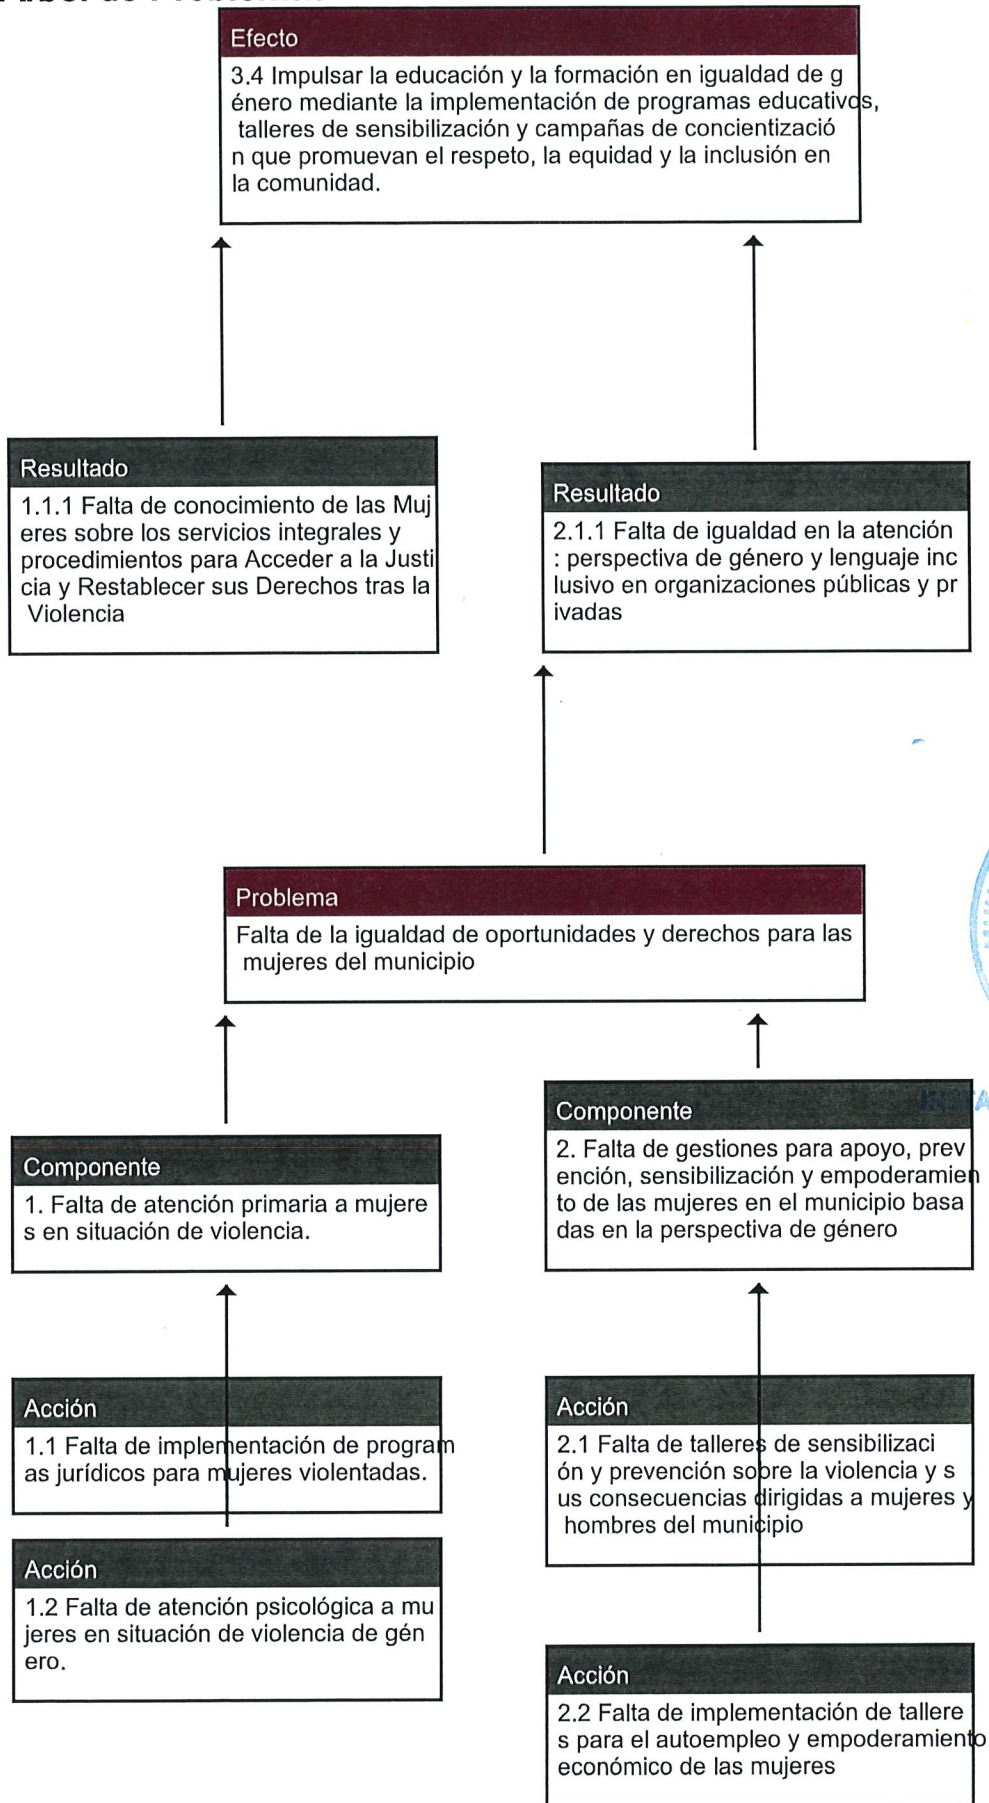 Efecto
3.4 Impulsar la educación y la formación en igualdad de g
énero mediante la implementación de programas educativos,
talleres de sensibilización y campañas de concientizació
n que promuevan el respeto, la equidad y la inclusión en
la comunidad.
Resultado
1.1.1 Falta de conocimiento de las Muj
eres sobre los servicios integrales y
procedimientos para Acceder a la Justi
cia y Restablecer sus Derechos tras la
Violencia
Resultado
2.1.1 Falta de igualdad en la atención
: perspectiva de género y lenguaje inc
lusivo en organizaciones públicas y pr
ivadas
Problema
Falta de la igualdad de oportunidades y derechos para las
mujeres del municipio
Componente
1. Falta de atención primaria a mujere
s en situación de violencia.
Componente
2. Falta de gestiones para apoyo, prev
ención, sensibilización y empoderamien
to de las mujeres en el municipio basa
das en la perspectiva de género
Acción
1.1 Falta de implementación de program
as jurídicos para mujeres violentadas.
Acción
1.2 Falta de atención psicológica a mu
jeres en situación de violencia de gén
ero.
Acción
2.1 Falta de talleres de sensibilizaci
ón y prevención sobre la violencia y s
us consecuencias dirigidas a mujeres y
hombres del municipio
Acción
2.2 Falta de implementación de tallere
s para el autoempleo y empoderamiento
económico de las mujeres